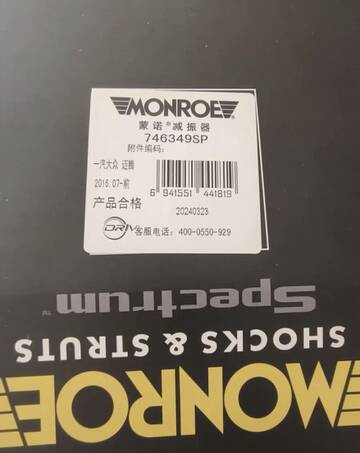 MONROE
蒙诺®减振器
746349SP
附件编码:
一汽大众 迈腾
2016.07-前
产品合格
6 941551 441819
20240323
DRiV
客服电话: 400-0550-929
Spectrum™
SHOCKS & STRUTS
MONROE